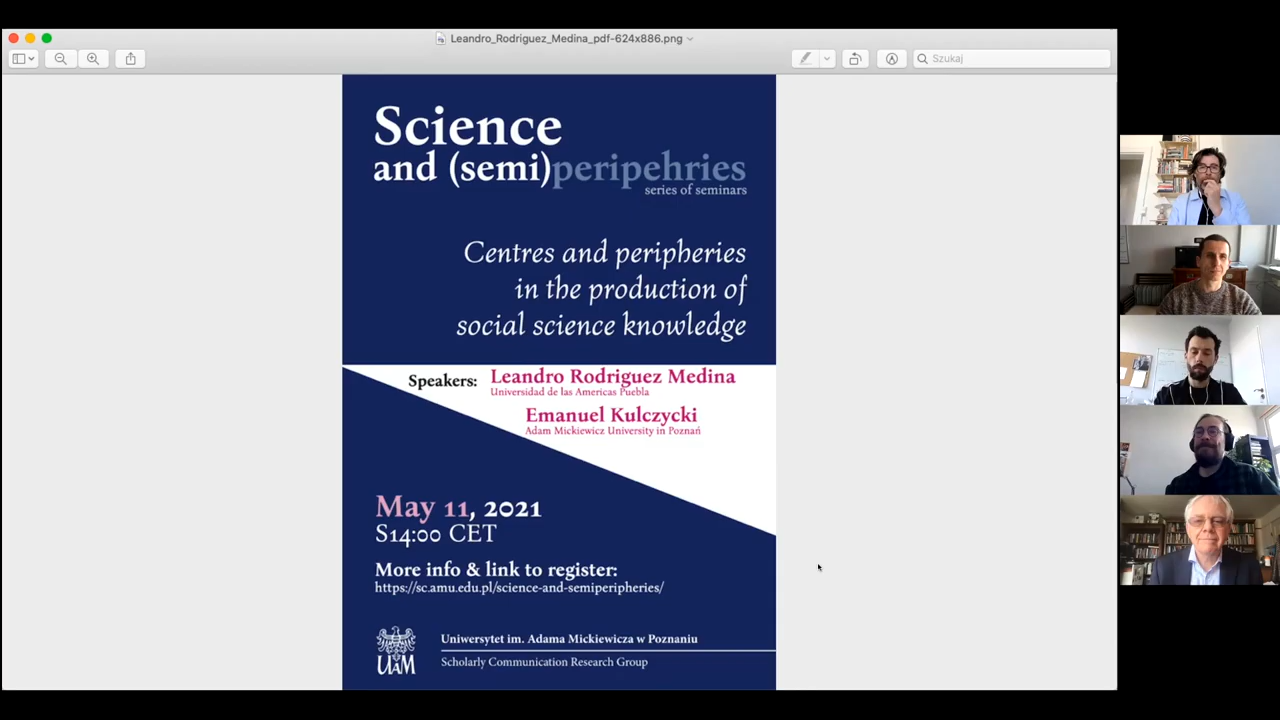 Leandro_Rodriguez_Medina_pdf-624x886.png
Szukaj
Science
and (semi)peripehries
series of seminars
Centres and peripheries
in the production of
social science knowledge
Speakers: Leandro Rodriguez Medina
Universidad de las Americas Puebla
Emanuel Kulczycki
Adam Mickiewicz University in Poznań
May 11, 2021
S14:00 CET
More info & link to register:
https://sc.amu.edu.pl/science-and-semiperipheries/
UAM
Uniwersytet im. Adama Mickiewicza w Poznaniu
Scholarly Communication Research Group